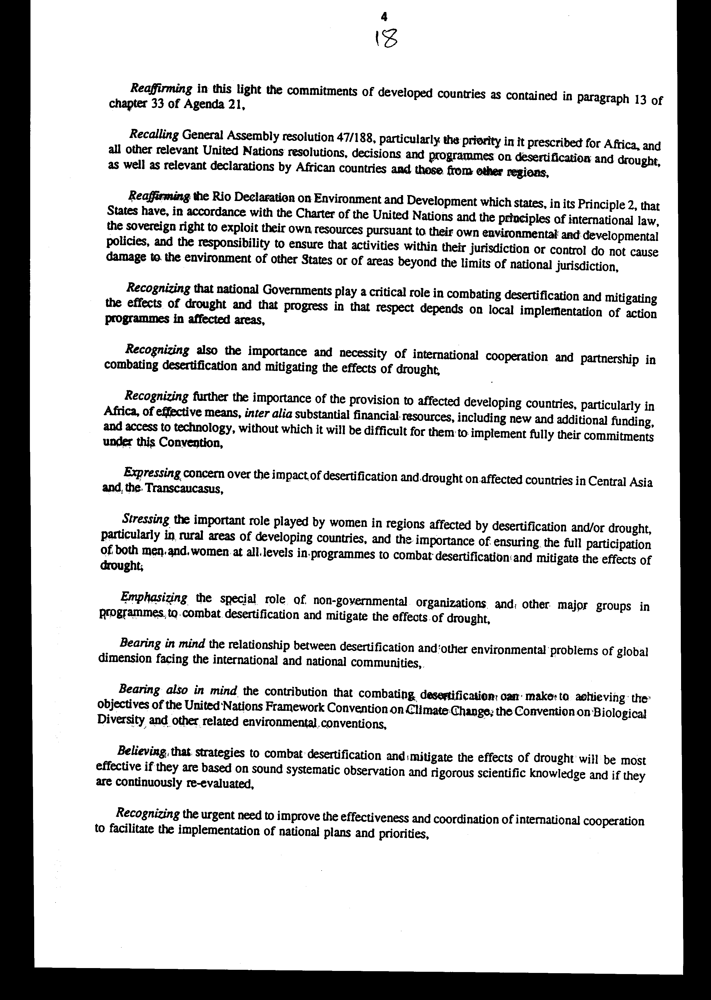 4
18
Reaffirming in this light the commitments of developed countries as contained in paragraph 13 of
chapter 33 of Agenda 21,
Recalling General Assembly resolution 47/188, particularly the priority in it prescribed for Africa, and
all other relevant United Nations resolutions, decisions and programmes on desertification and drought,
as well as relevant declarations by African countries and those from other regions,
Reaffirming the Rio Declaration on Environment and Development which states, in its Principle 2, that
States have, in accordance with the Charter of the United Nations and the principles of international law,
the sovereign right to exploit their own resources pursuant to their own environmental and developmental
policies, and the responsibility to ensure that activities within their jurisdiction or control do not cause
damage to the environment of other States or of areas beyond the limits of national jurisdiction,
Recognizing that national Governments play a critical role in combating desertification and mitigating
the effects of drought and that progress in that respect depends on local implementation of action
programmes in affected areas,
Recognizing also the importance and necessity of international cooperation and partnership in
combating desertification and mitigating the effects of drought,
Recognizing further the importance of the provision to affected developing countries, particularly in
Africa, of effective means, inter alia substantial financial resources, including new and additional funding,
and access to technology, without which it will be difficult for them to implement fully their commitments
under this Convention,
Expressing concern over the impact of desertification and drought on affected countries in Central Asia
and the Transcaucasus,
Stressing the important role played by women in regions affected by desertification and/or drought,
particularly in rural areas of developing countries, and the importance of ensuring the full participation
of both men and women at all levels in programmes to combat desertification and mitigate the effects of
drought,
Emphasizing the special role of non-governmental organizations and other major groups in
programmes to combat desertification and mitigate the effects of drought,
Bearing in mind the relationship between desertification and other environmental problems of global
dimension facing the international and national communities,
Bearing also in mind the contribution that combating desertification can make to achieving the
objectives of the United Nations Framework Convention on Climate Change, the Convention on Biological
Diversity and other related environmental conventions,
Believing that strategies to combat desertification and mitigate the effects of drought will be most
effective if they are based on sound systematic observation and rigorous scientific knowledge and if they
are continuously re-evaluated,
Recognizing the urgent need to improve the effectiveness and coordination of international cooperation
to facilitate the implementation of national plans and priorities,